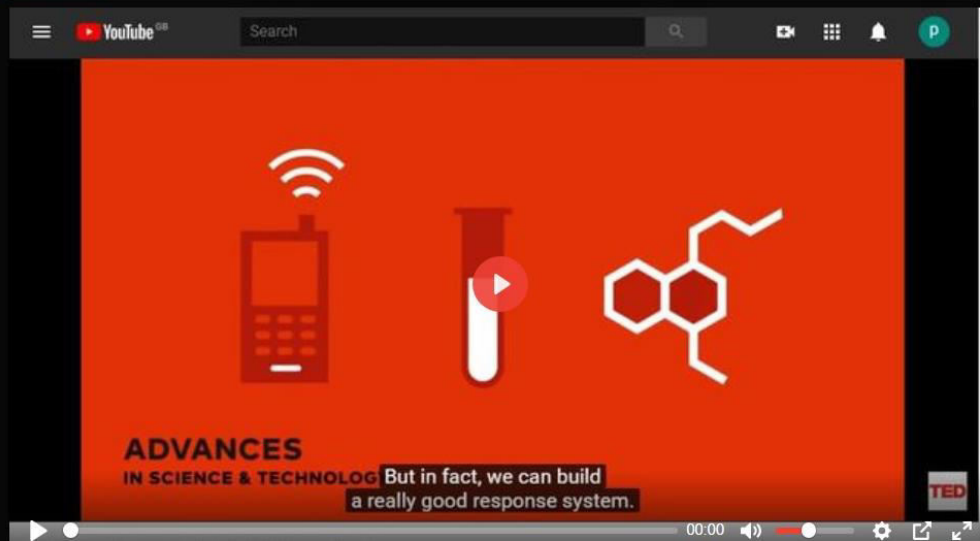 YouTube GB
Search
P
ADVANCES
IN SCIENCE & TECHNOLOG
But in fact, we can build
a really good response system.
TED
00:00